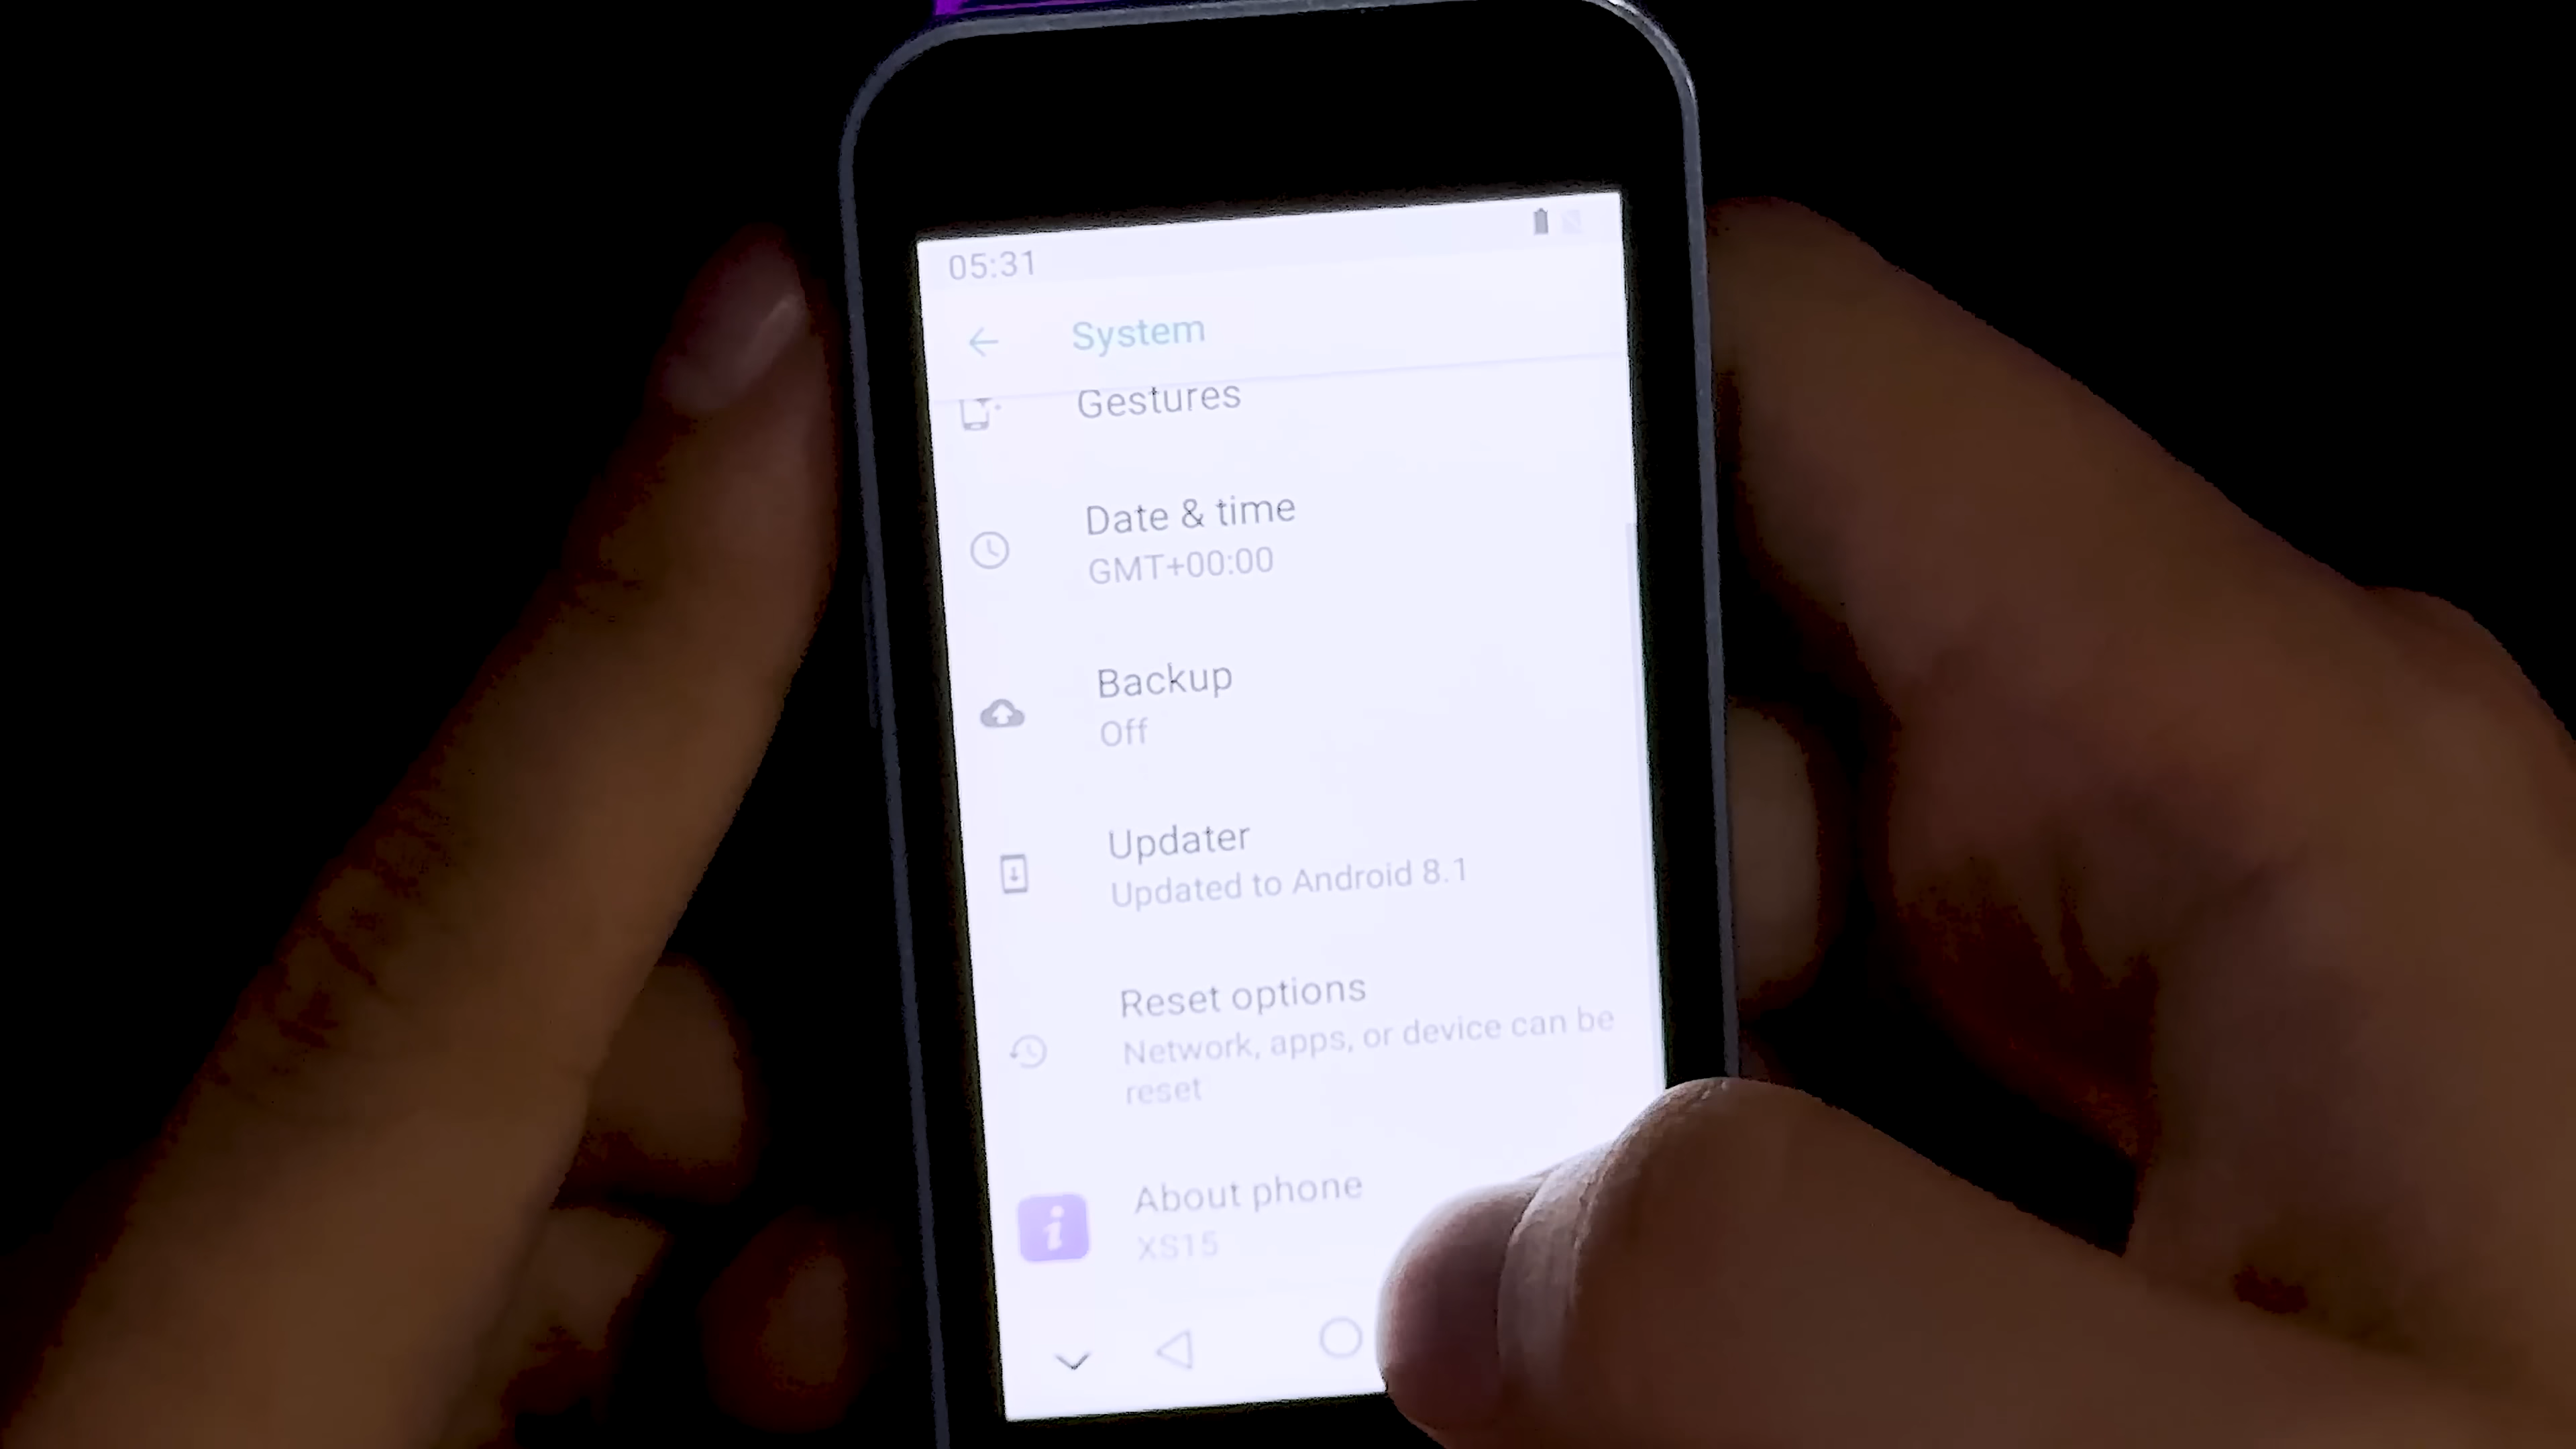 05:31
System
Gestures
Date & time
GMT+00:00
Backup
Off
Updater
Updated to Android 8.1
Reset options
Network, apps, or device can be
reset
About phone
XS15